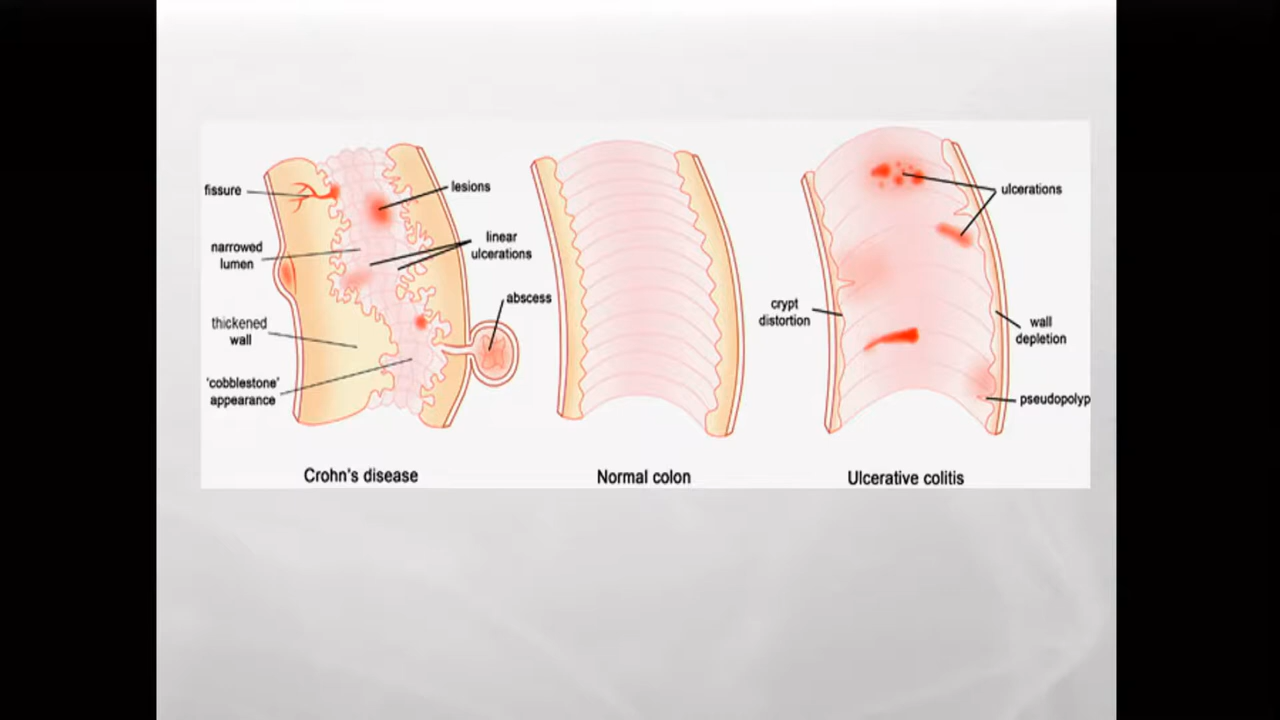 fissure
narrowed
lumen
thickened
wall
'cobblestone'
appearance
lesions
linear
ulcerations
abscess
Crohn's disease
Normal colon
crypt
distortion
ulcerations
wall
depletion
pseudopolyp
Ulcerative colitis